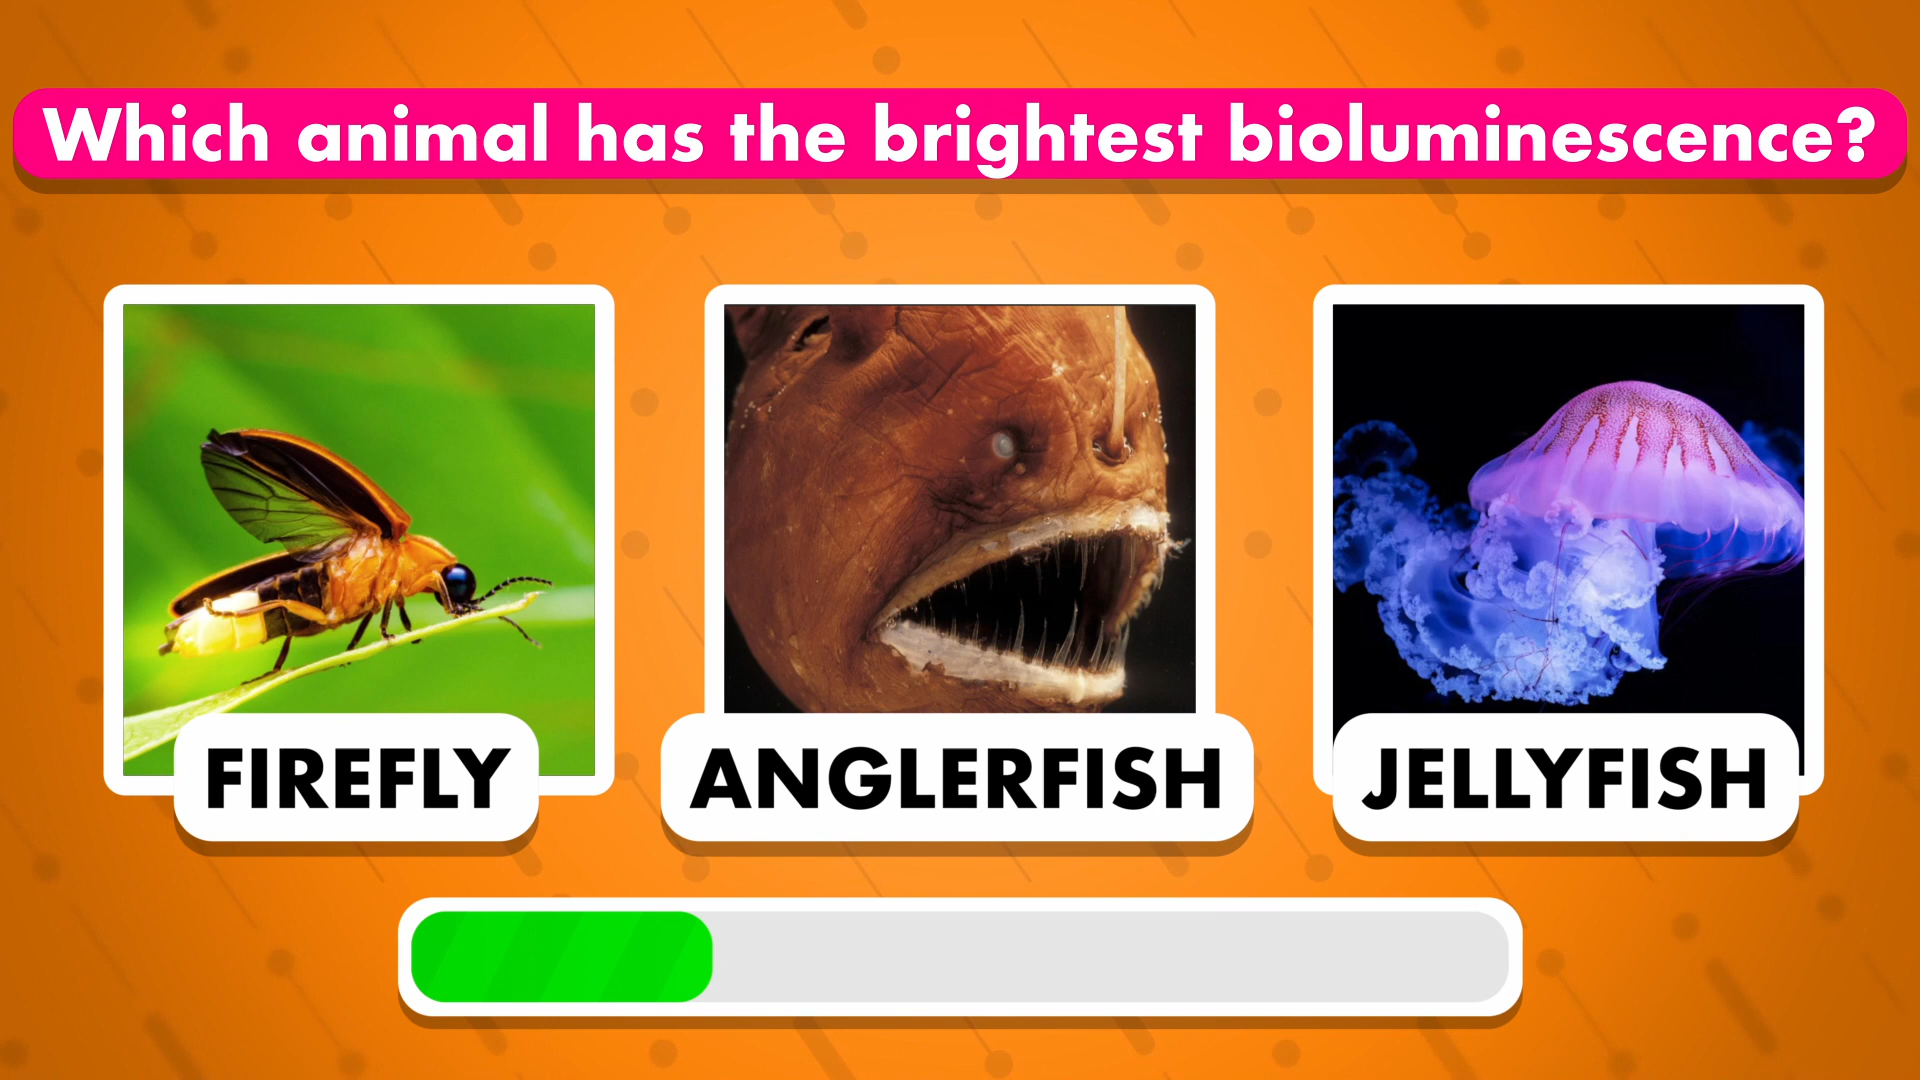 Which animal has the brightest bioluminescence?
FIREFLY
ANGLERFISH
JELLYFISH